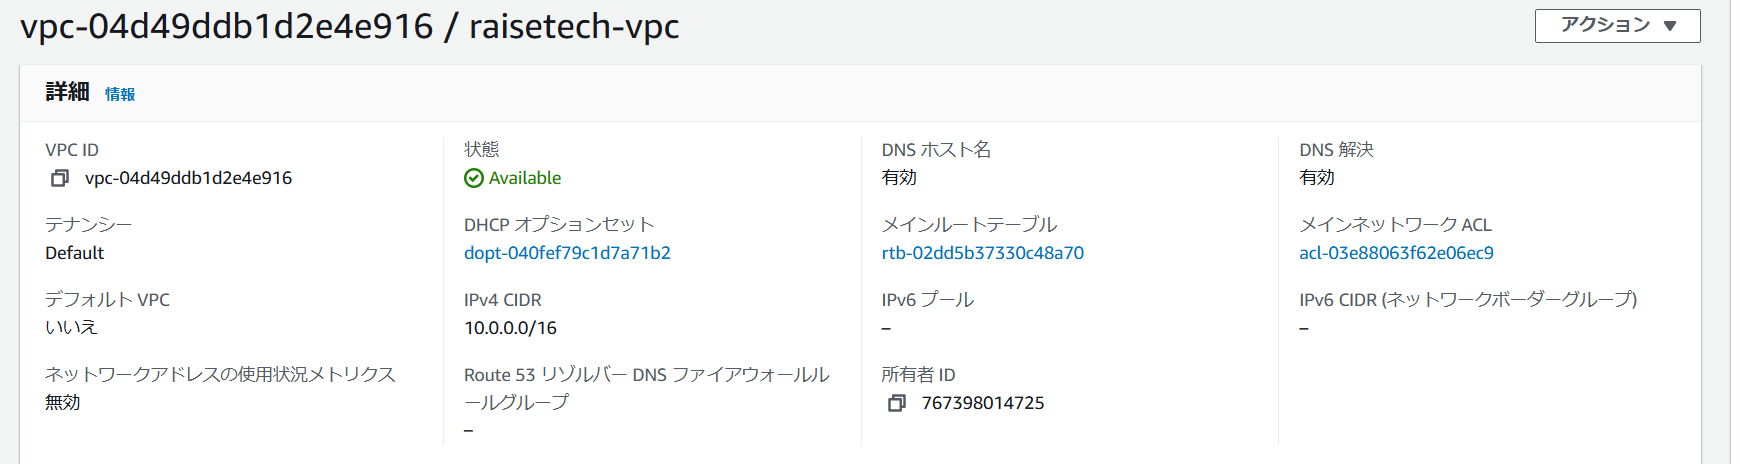 vpc-04d49ddb1d2e4e916 / raisetech-vpc
アクション ▼
詳細 情報
VPC ID
vpc-04d49ddb1d2e4e916
状態
Available
DNS ホスト名
有効
DNS 解決
有効
テナンシー
Default
DHCP オプションセット
dopt-040fef79c1d7a71b2
メインルートテーブル
rtb-02dd5b37330c48a70
メインネットワーク ACL
acl-03e88063f62e06ec9
デフォルト VPC
いいえ
IPv4 CIDR
10.0.0.0/16
IPv6 プール
–
IPv6 CIDR (ネットワークボーダーグループ)
–
ネットワークアドレスの使用状況メトリクス
無効
Route 53 リゾルバー DNS ファイアウォールル
ールグループ
–
所有者 ID
767398014725